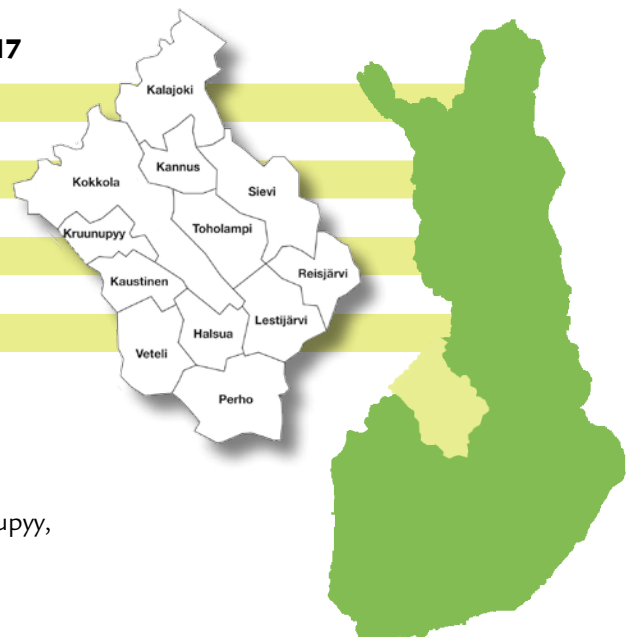 17
Kalajoki
Kannus
Kokkola
Sievi
Toholampi
Kruunupyy
Reisjärvi
Kaustinen
Lestijärvi
Halsua
Veteli
Perho
upyy,